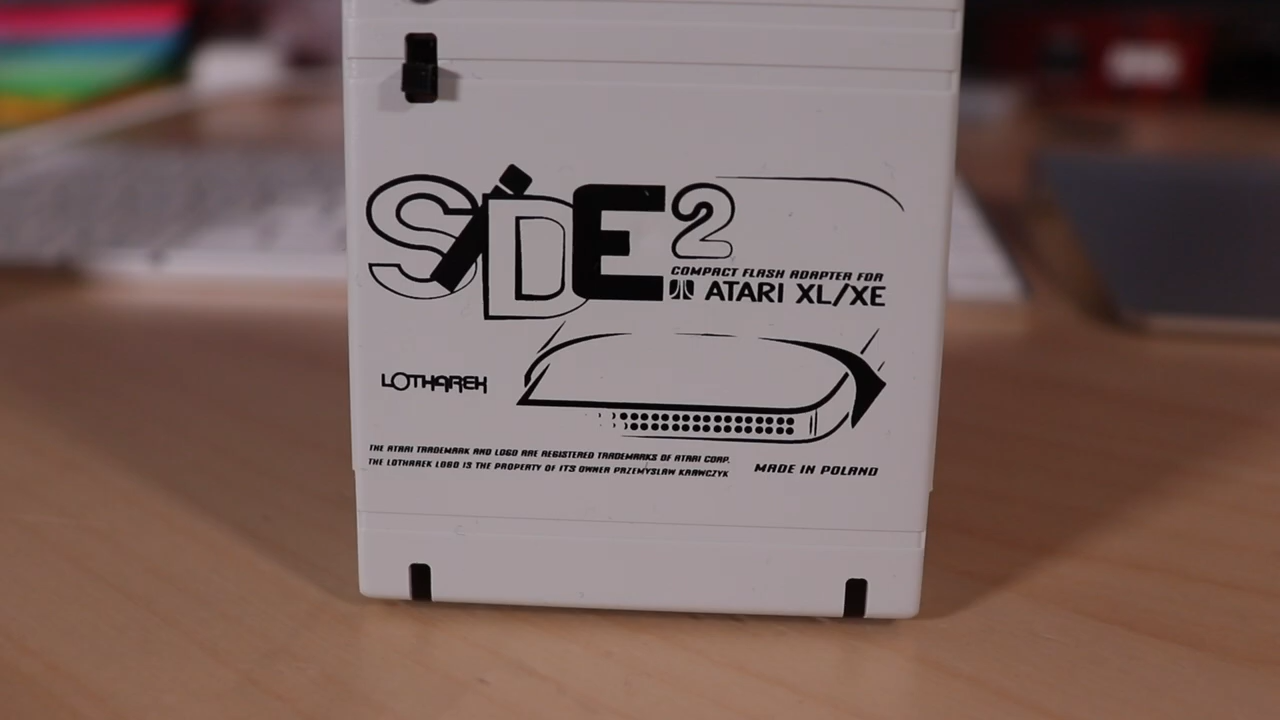 SIDE2
COMPACT FLASH ADAPTER FOR
ATARI XL/XE
LOTHAREK
THE ATARI TRADEMARK AND LOGO ARE REGISTERED TRADEMARKS OF ATARI CORP.
THE LOTHAREK LOGO IS THE PROPERTY OF ITS OWNER PRZEMYSLAW KRAWCZYK
MADE IN POLAND